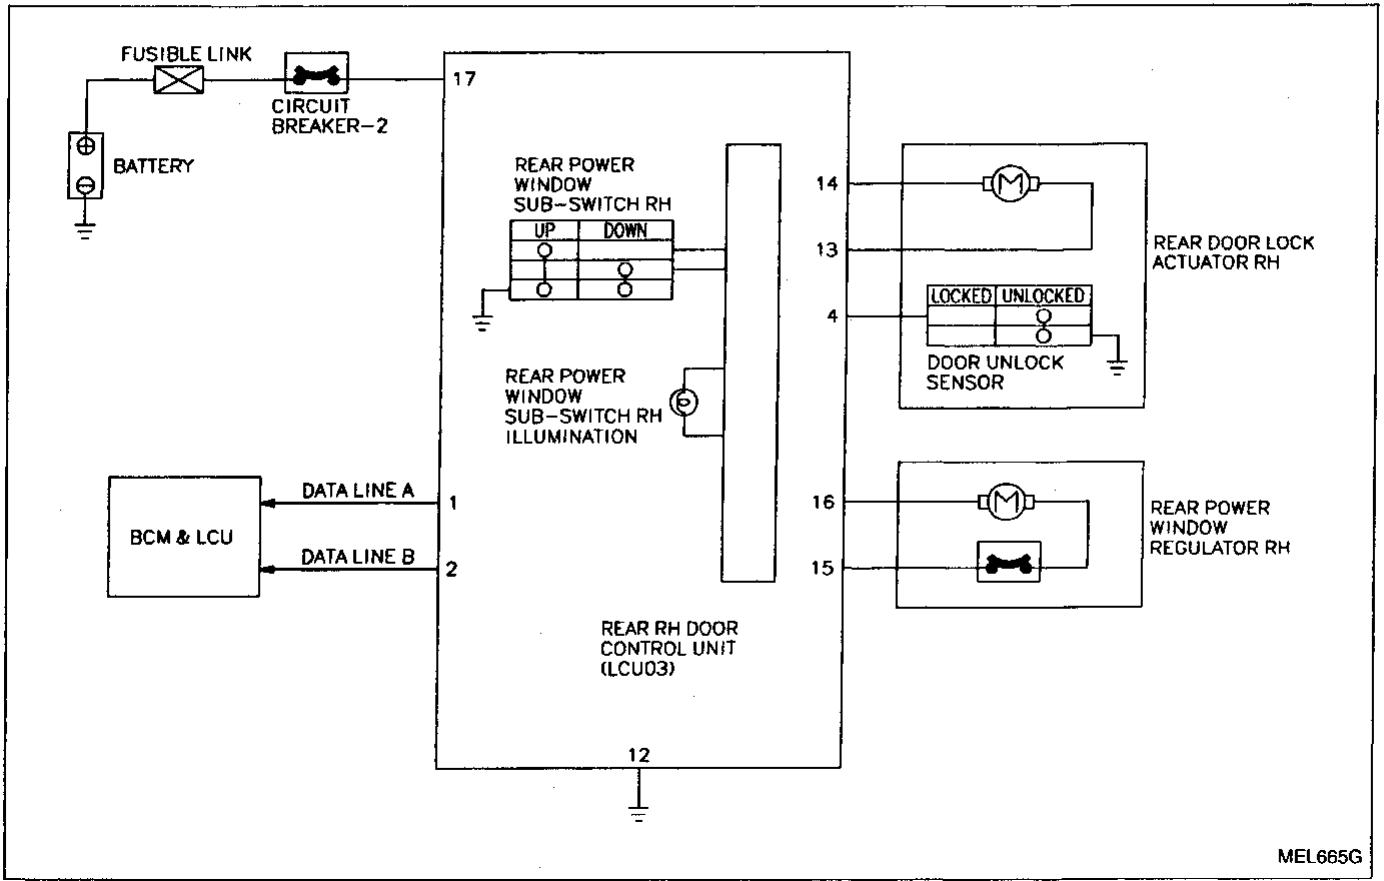 FUSIBLE LINK
17
CIRCUIT
BREAKER-2
BATTERY
REAR POWER
WINDOW
SUB-SWITCH RH
UP DOWN
REAR POWER
WINDOW
SUB-SWITCH RH
ILLUMINATION
14
M
13
REAR DOOR LOCK
ACTUATOR RH
LOCKED UNLOCKED
4
DOOR UNLOCK
SENSOR
BCM & LCU
DATA LINE A
1
DATA LINE B
2
16
M
15
REAR POWER
WINDOW
REGULATOR RH
REAR RH DOOR
CONTROL UNIT
(LCU03)
12
MEL665G